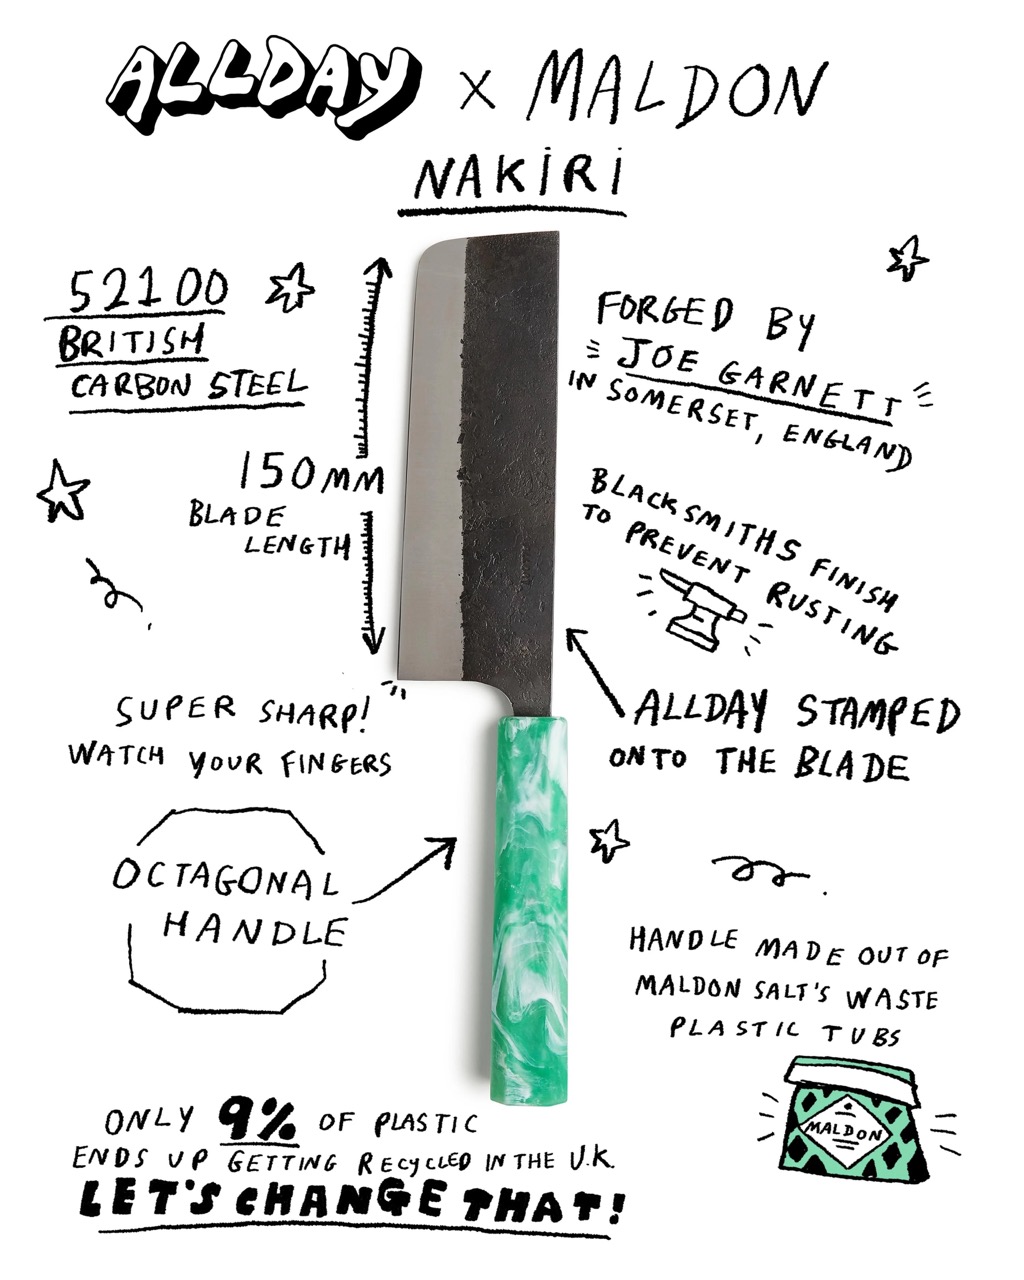 ALLDAY x MALDON
NAKIRI
52100
BRITISH
CARBON STEEL
150MM
BLADE
LENGTH
SUPER SHARP!
WATCH YOUR FINGERS
OCTAGONAL
HANDLE
FORGED BY
JOE GARNETT
IN SOMERSET, ENGLAND
BLACKSMITHS FINISH
TO PREVENT RUSTING
ALLDAY STAMPED
ONTO THE BLADE
HANDLE MADE OUT OF
MALDON SALT'S WASTE
PLASTIC TUBS
MALDON
ONLY 9% OF PLASTIC
ENDS UP GETTING RECYCLED IN THE U.K.
LET'S CHANGE THAT!